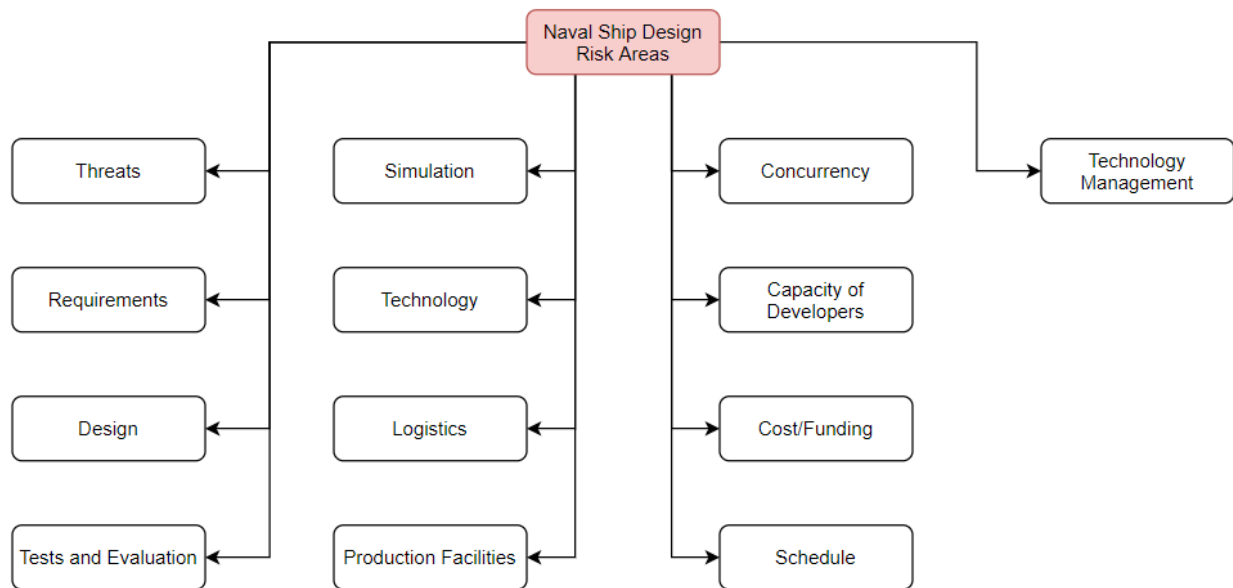 Naval Ship Design
Risk Areas
Threats
Simulation
Concurrency
Technology
Management
Requirements
Technology
Capacity of
Developers
Design
Logistics
Cost/Funding
Tests and Evaluation
Production Facilities
Schedule